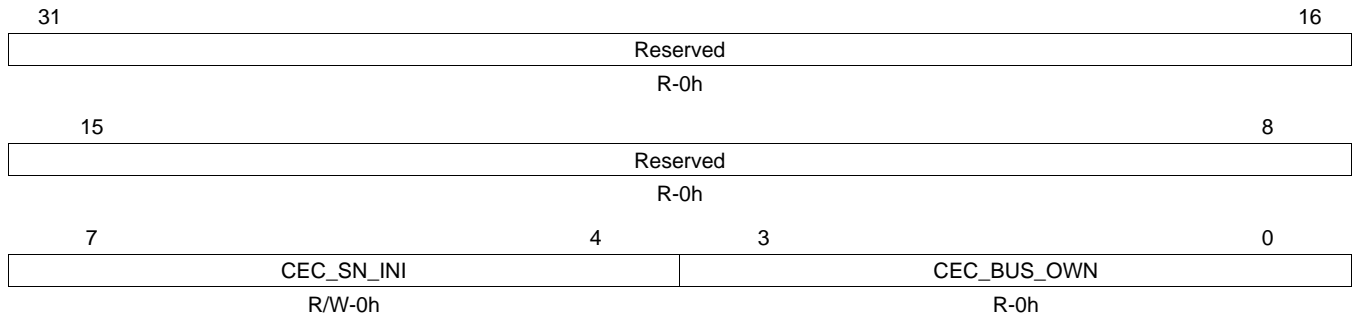 31 16
Reserved
R-0h
15 8
Reserved
R-0h
7 4 3 0
CEC_SN_INI CEC_BUS_OWN
R/W-0h R-0h